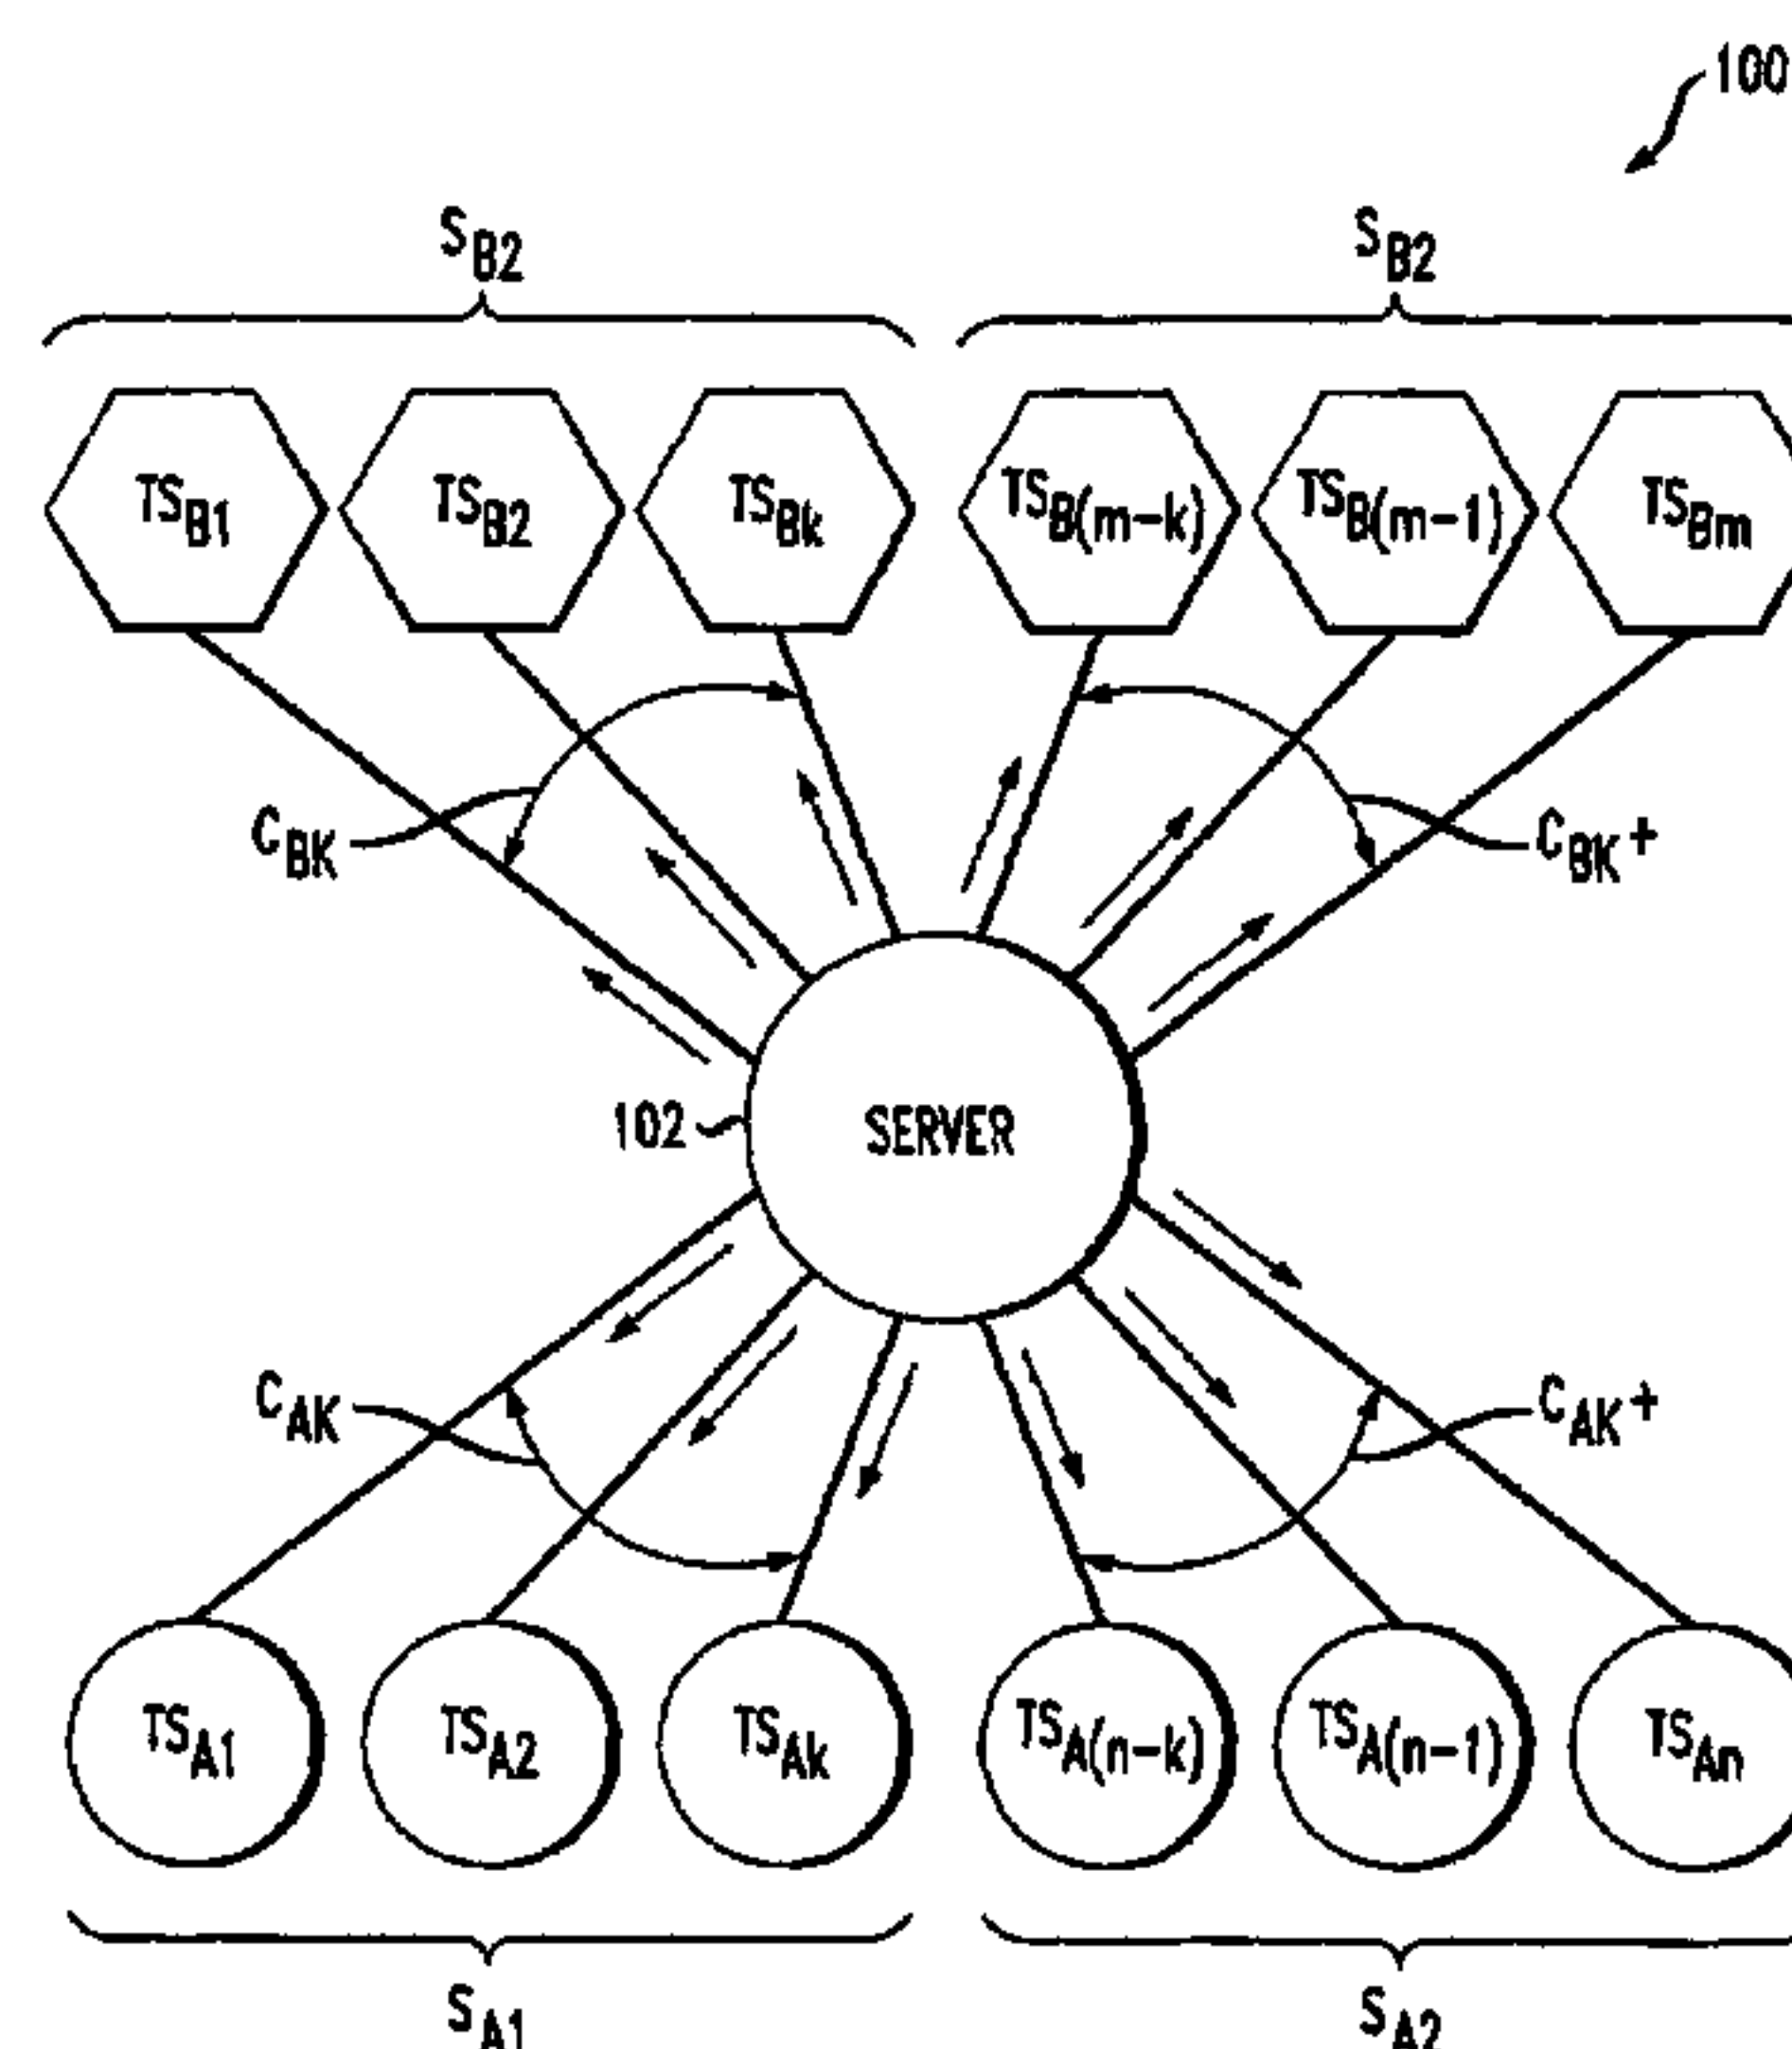 100
S_B2 S_B2
TS_B1 TS_B2 TS_Bk TS_B(m-k) TS_B(m-1) TS_Bm
C_BK C_BK+
102 SERVER
C_AK C_AK+
TS_A1 TS_A2 TS_Ak TS_A(n-k) TS_A(n-1) TS_An
S_A1 S_A2